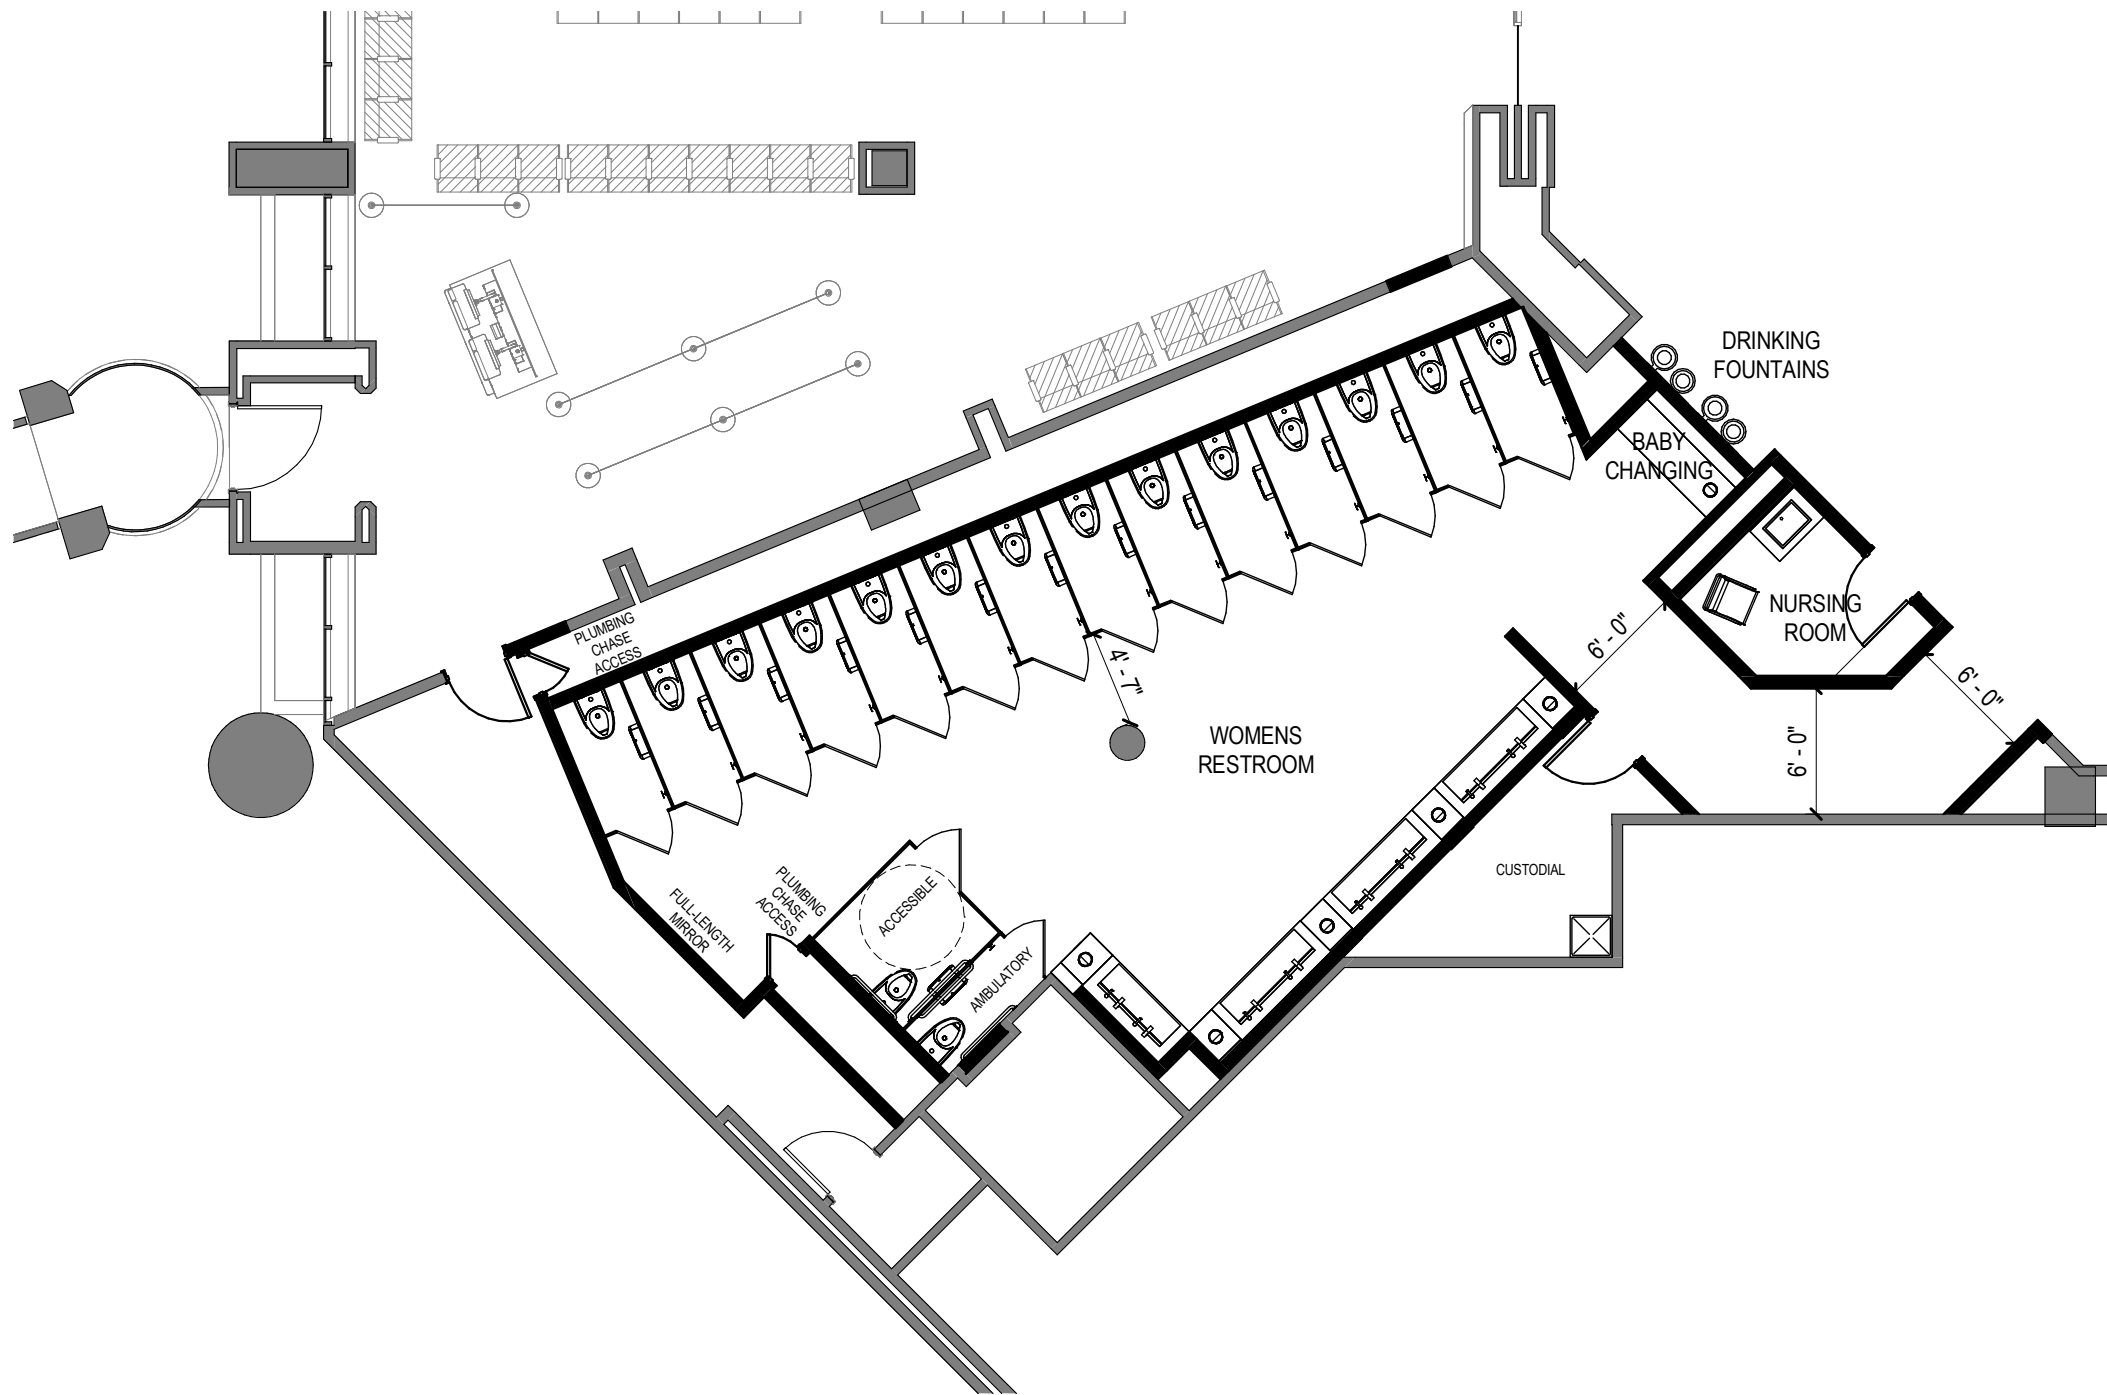 DRINKING
FOUNTAINS
BABY
CHANGING
NURSING
ROOM
6' - 0"
PLUMBING
CHASE
ACCESS
4' - 7"
6' - 0"
WOMENS
RESTROOM
6' - 0"
CUSTODIAL
PLUMBING
CHASE
ACCESS
FULL-LENGTH
MIRROR
ACCESSIBLE
AMBULATORY